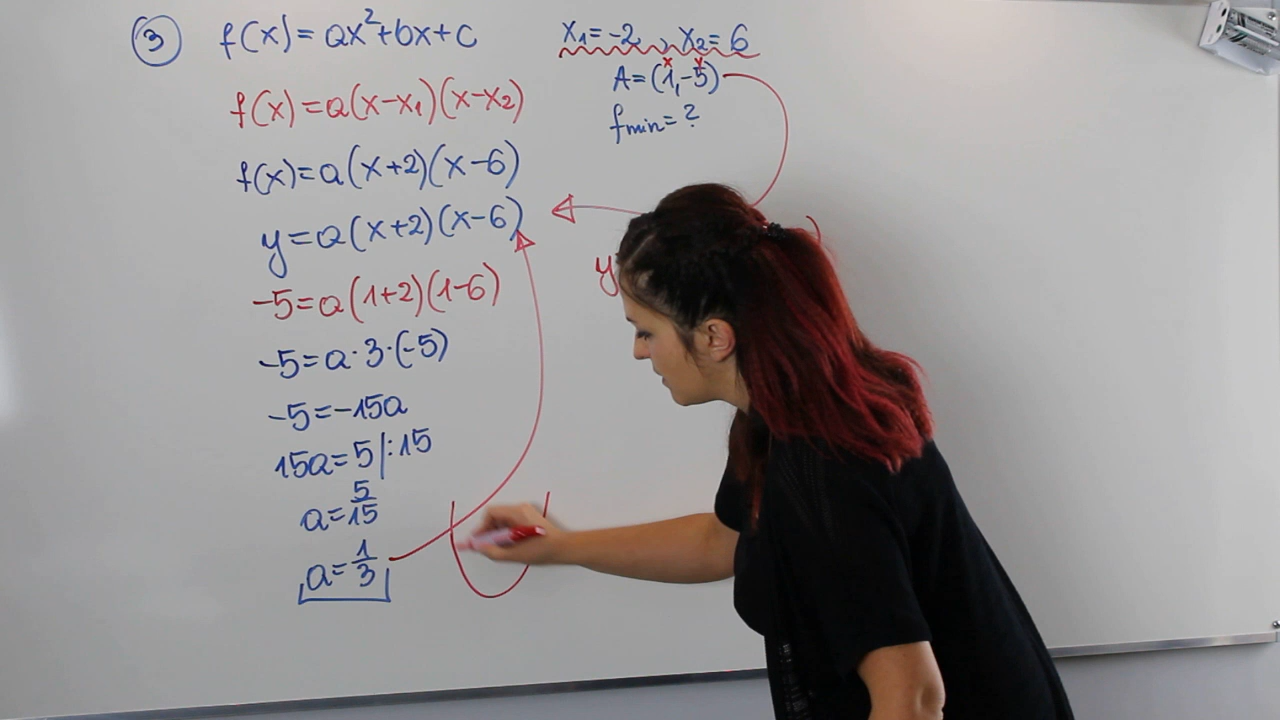 3 f(x)=ax²+bx+c
x₁=-2, x₂=6
x y
A=(1,-5)
f(x)=a(x-x₁)(x-x₂)
fmin=?
f(x)=a(x+2)(x-6)
y=a(x+2)(x-6)
y
-5=a(1+2)(1-6)
-5=a·3·(-5)
-5=-15a
15a=5|:15
a=5/15
a=1/3